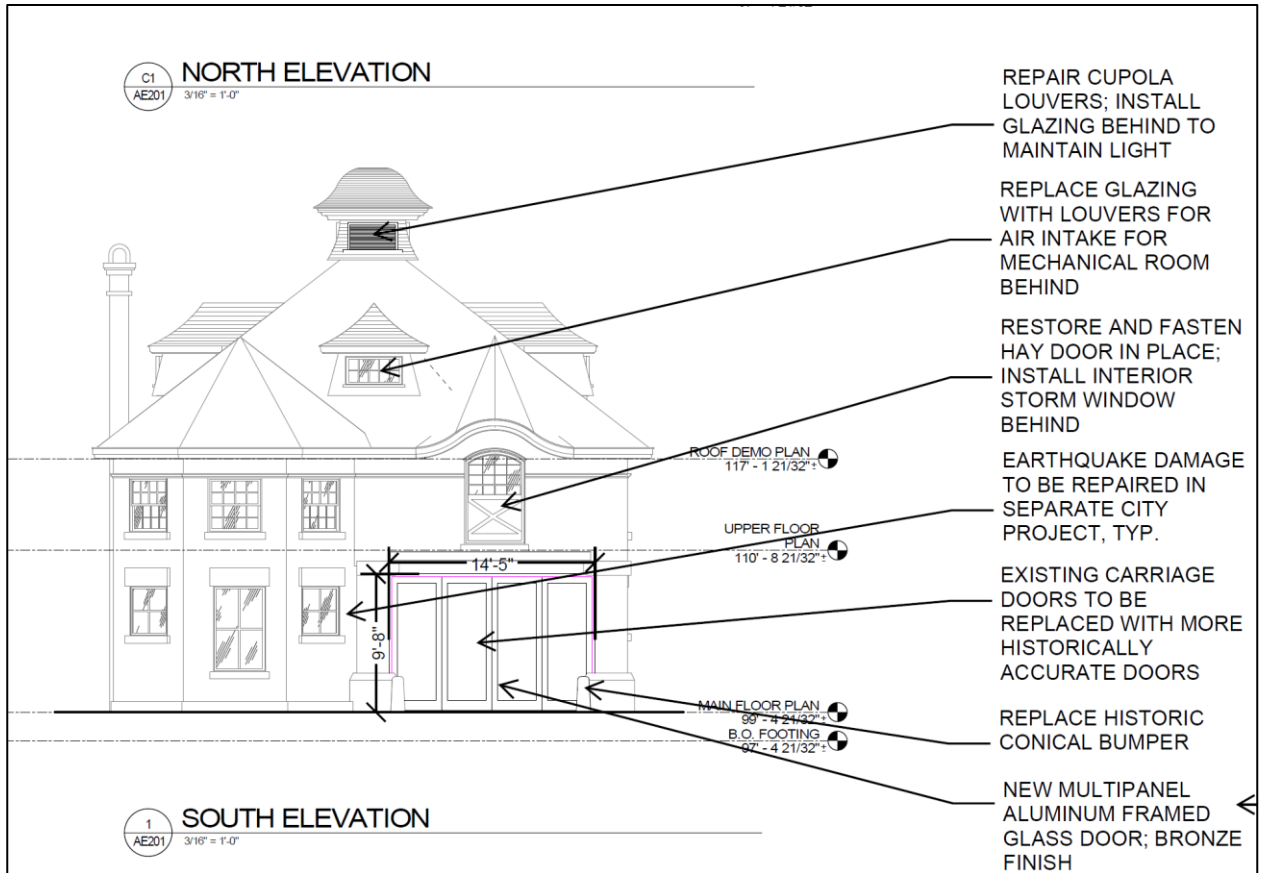 C1
AE201
NORTH ELEVATION
3/16" = 1'-0"
REPAIR CUPOLA
LOUVERS; INSTALL
GLAZING BEHIND TO
MAINTAIN LIGHT
REPLACE GLAZING
WITH LOUVERS FOR
AIR INTAKE FOR
MECHANICAL ROOM
BEHIND
RESTORE AND FASTEN
HAY DOOR IN PLACE;
INSTALL INTERIOR
STORM WINDOW
BEHIND
ROOF DEMO PLAN
117' - 1 21/32"±
EARTHQUAKE DAMAGE
TO BE REPAIRED IN
SEPARATE CITY
PROJECT, TYP.
UPPER FLOOR
PLAN
110' - 8 21/32"±
14'-5"
9'-8"
EXISTING CARRIAGE
DOORS TO BE
REPLACED WITH MORE
HISTORICALLY
ACCURATE DOORS
MAIN FLOOR PLAN
99' - 4 21/32"±
B.O. FOOTING
97' - 4 21/32"±
REPLACE HISTORIC
CONICAL BUMPER
NEW MULTIPANEL
ALUMINUM FRAMED
GLASS DOOR; BRONZE
FINISH
1
AE201
SOUTH ELEVATION
3/16" = 1'-0"